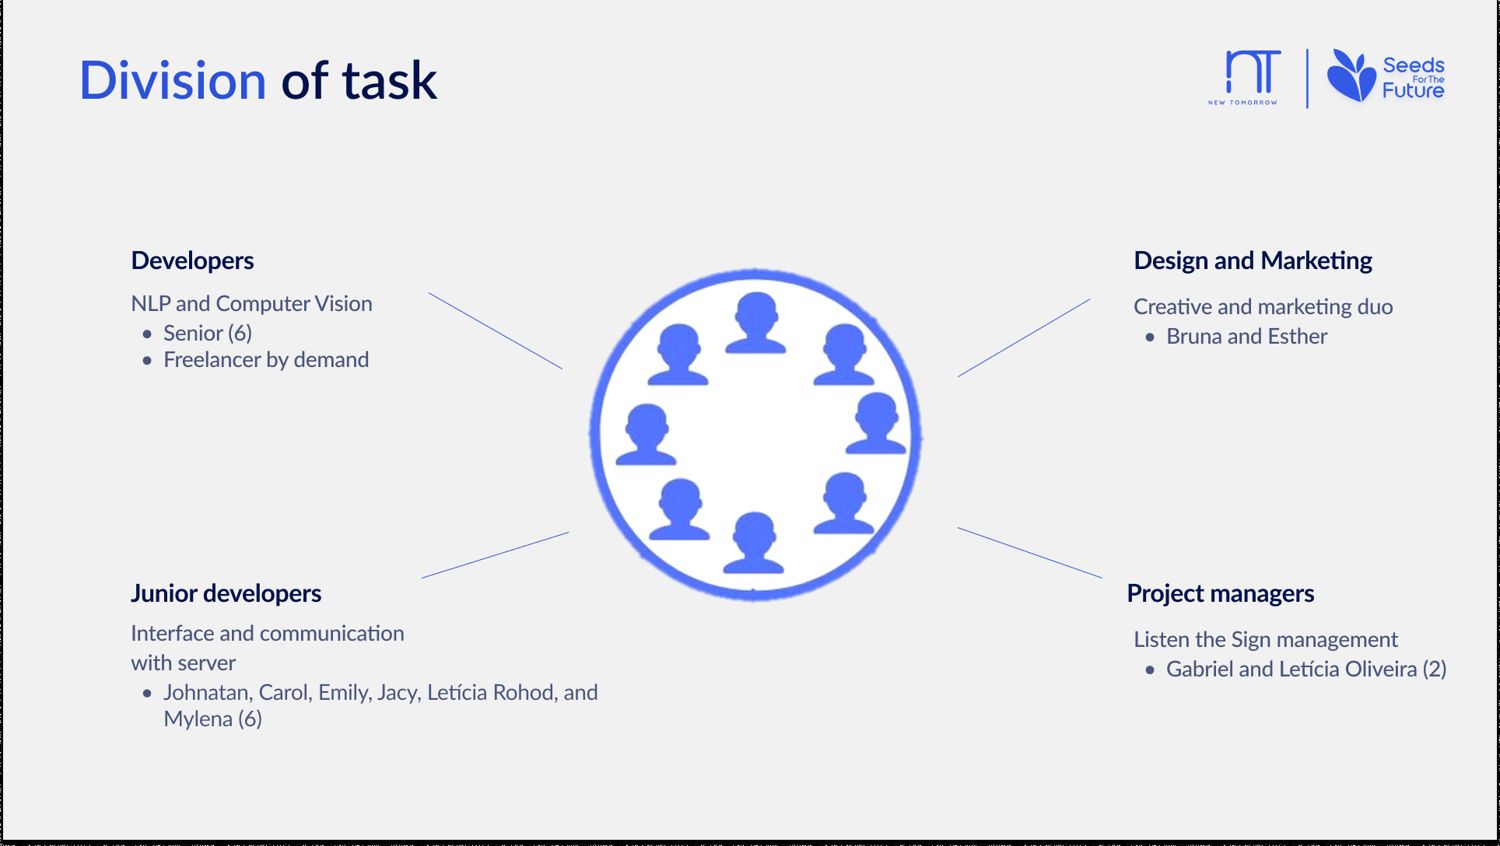 Division of task
NEW TOMORROW
Seeds
For The
Future
Developers
NLP and Computer Vision
• Senior (6)
• Freelancer by demand
Design and Marketing
Creative and marketing duo
• Bruna and Esther
Junior developers
Interface and communication
with server
• Johnatan, Carol, Emily, Jacy, Letícia Rohod, and
Mylena (6)
Project managers
Listen the Sign management
• Gabriel and Letícia Oliveira (2)